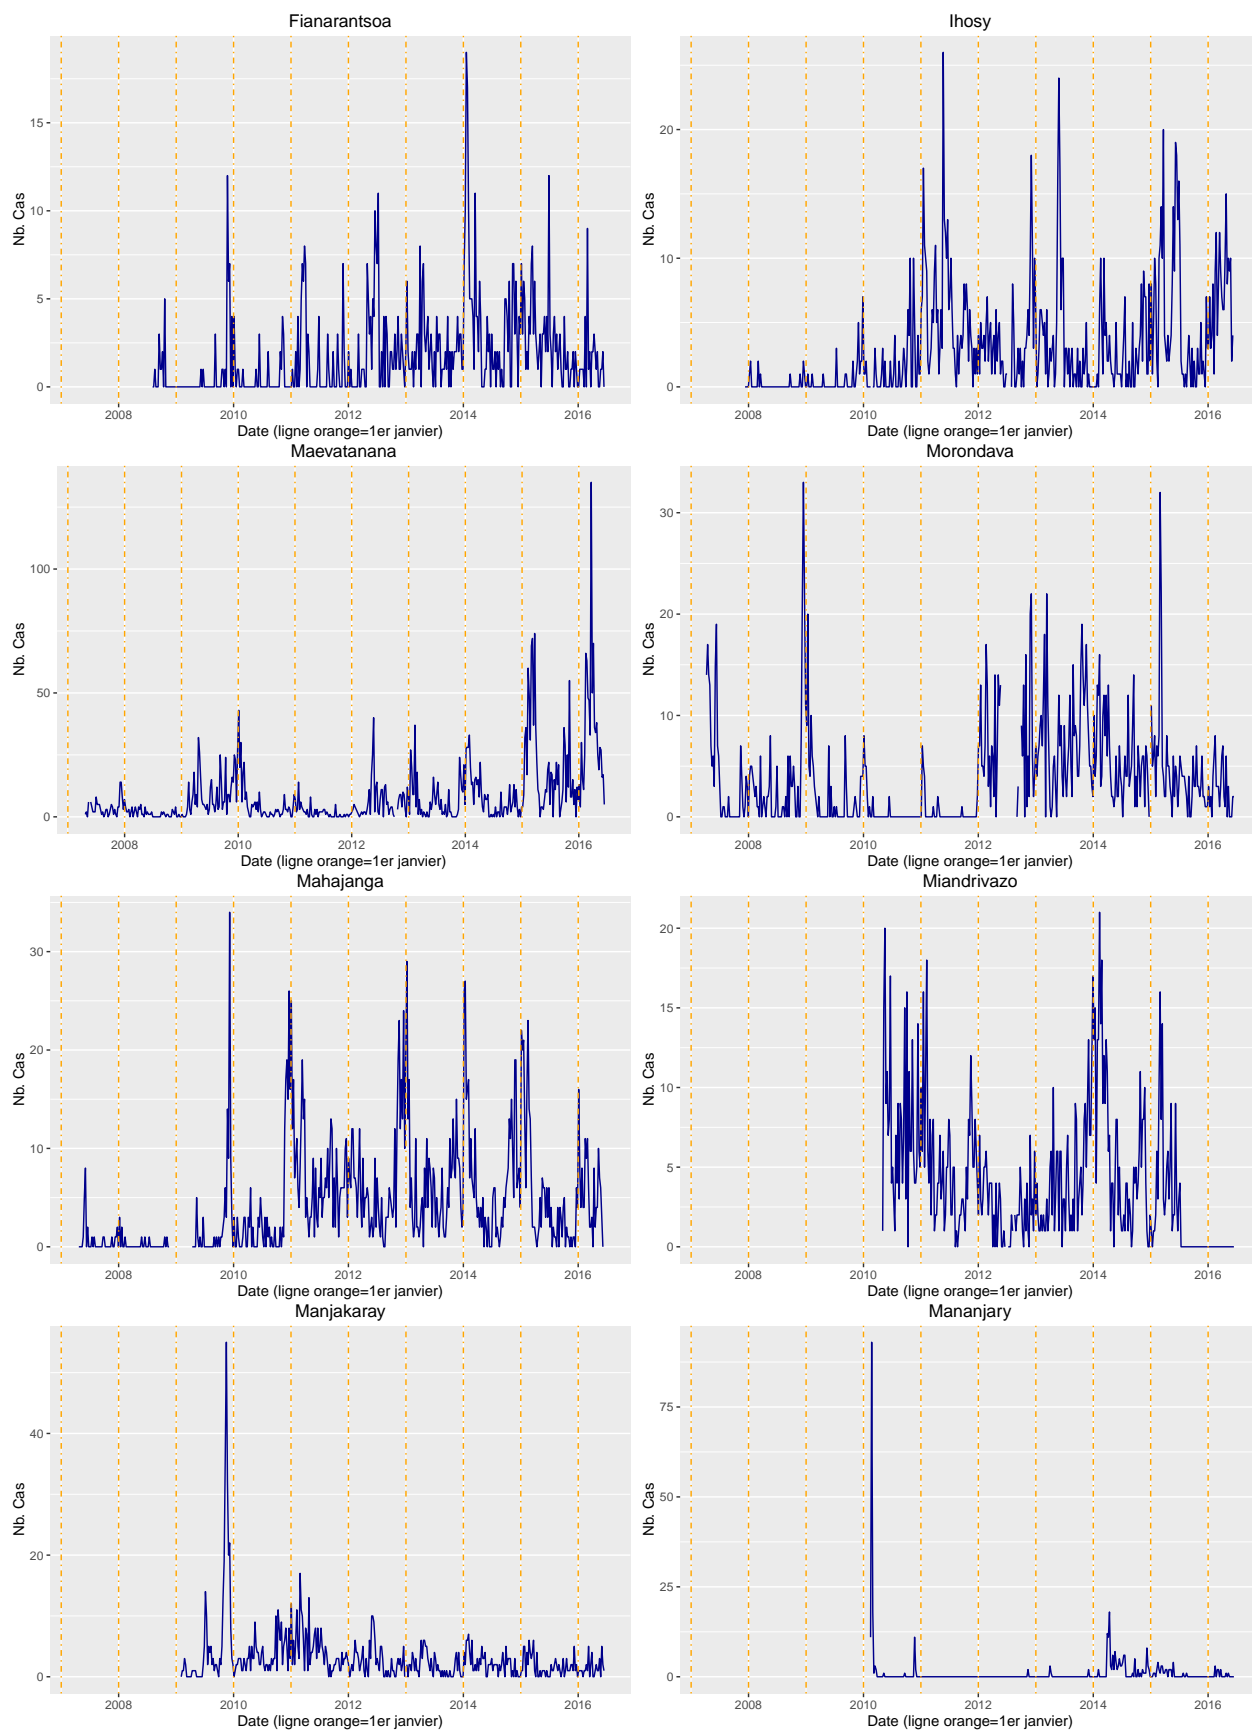 Fianarantsoa
Nb. Cas
15
10
5
0
2008 2010 2012 2014 2016
Date (ligne orange=1er janvier)
Ihosy
Nb. Cas
20
10
0
2008 2010 2012 2014 2016
Date (ligne orange=1er janvier)
Maevatanana
Nb. Cas
100
50
0
2008 2010 2012 2014 2016
Date (ligne orange=1er janvier)
Morondava
Nb. Cas
30
20
10
0
2008 2010 2012 2014 2016
Date (ligne orange=1er janvier)
Mahajanga
Nb. Cas
30
20
10
0
2008 2010 2012 2014 2016
Date (ligne orange=1er janvier)
Miandrivazo
Nb. Cas
20
15
10
5
0
2008 2010 2012 2014 2016
Date (ligne orange=1er janvier)
Manjakaray
Nb. Cas
40
20
0
2008 2010 2012 2014 2016
Date (ligne orange=1er janvier)
Mananjary
Nb. Cas
75
50
25
0
2008 2010 2012 2014 2016
Date (ligne orange=1er janvier)